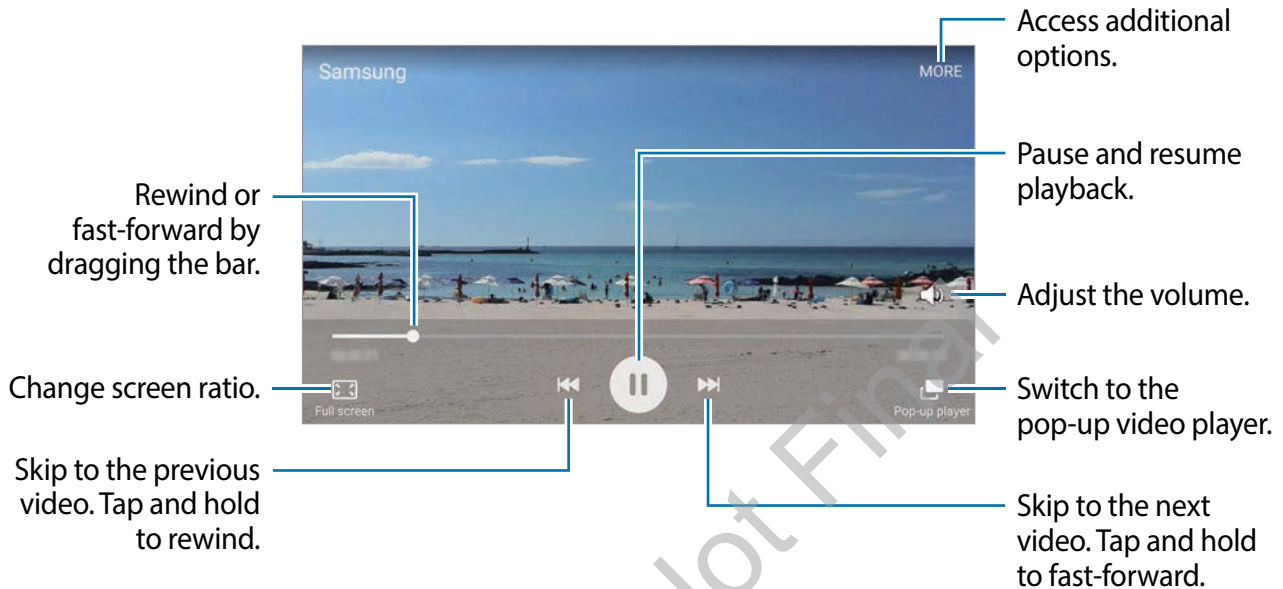 Access additional
options.
Samsung
MORE
Pause and resume
playback.
Rewind or
fast-forward by
dragging the bar.
Adjust the volume.
Change screen ratio.
Full screen
Pop-up player
Switch to the
pop-up video player.
Skip to the previous
video. Tap and hold
to rewind.
Skip to the next
video. Tap and hold
to fast-forward.
Not Final